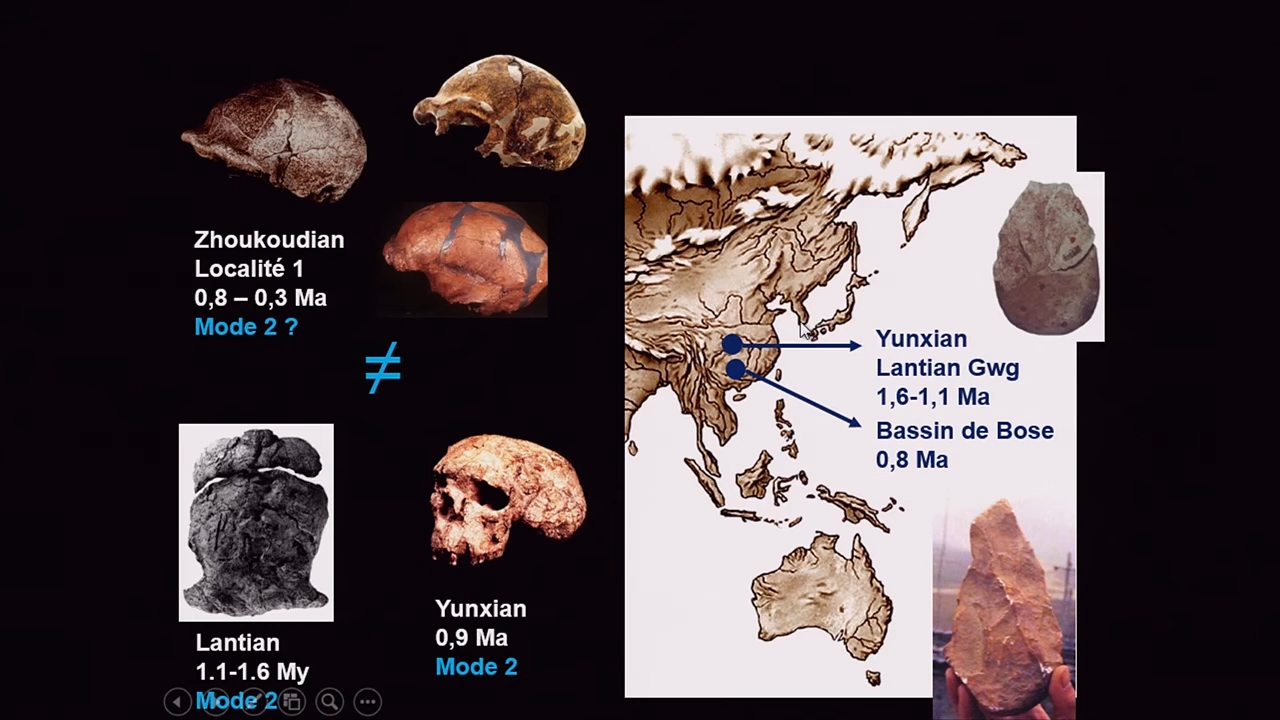 Zhoukoudian
Localité 1
0,8 – 0,3 Ma
Mode 2 ?
≠
Lantian
1.1-1.6 My
Mode 2
Yunxian
0,9 Ma
Mode 2
Yunxian
Lantian Gwg
1,6-1,1 Ma
Bassin de Bose
0,8 Ma